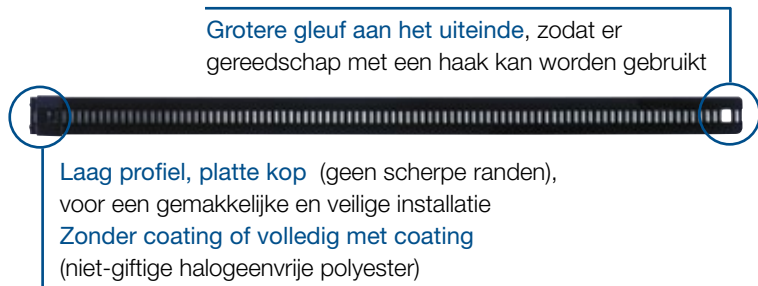 Grotere gleuf aan het uiteinde, zodat er
gereedschap met een haak kan worden gebruikt
Laag profiel, platte kop (geen scherpe randen),
voor een gemakkelijke en veilige installatie
Zonder coating of volledig met coating
(niet-giftige halogeenvrije polyester)